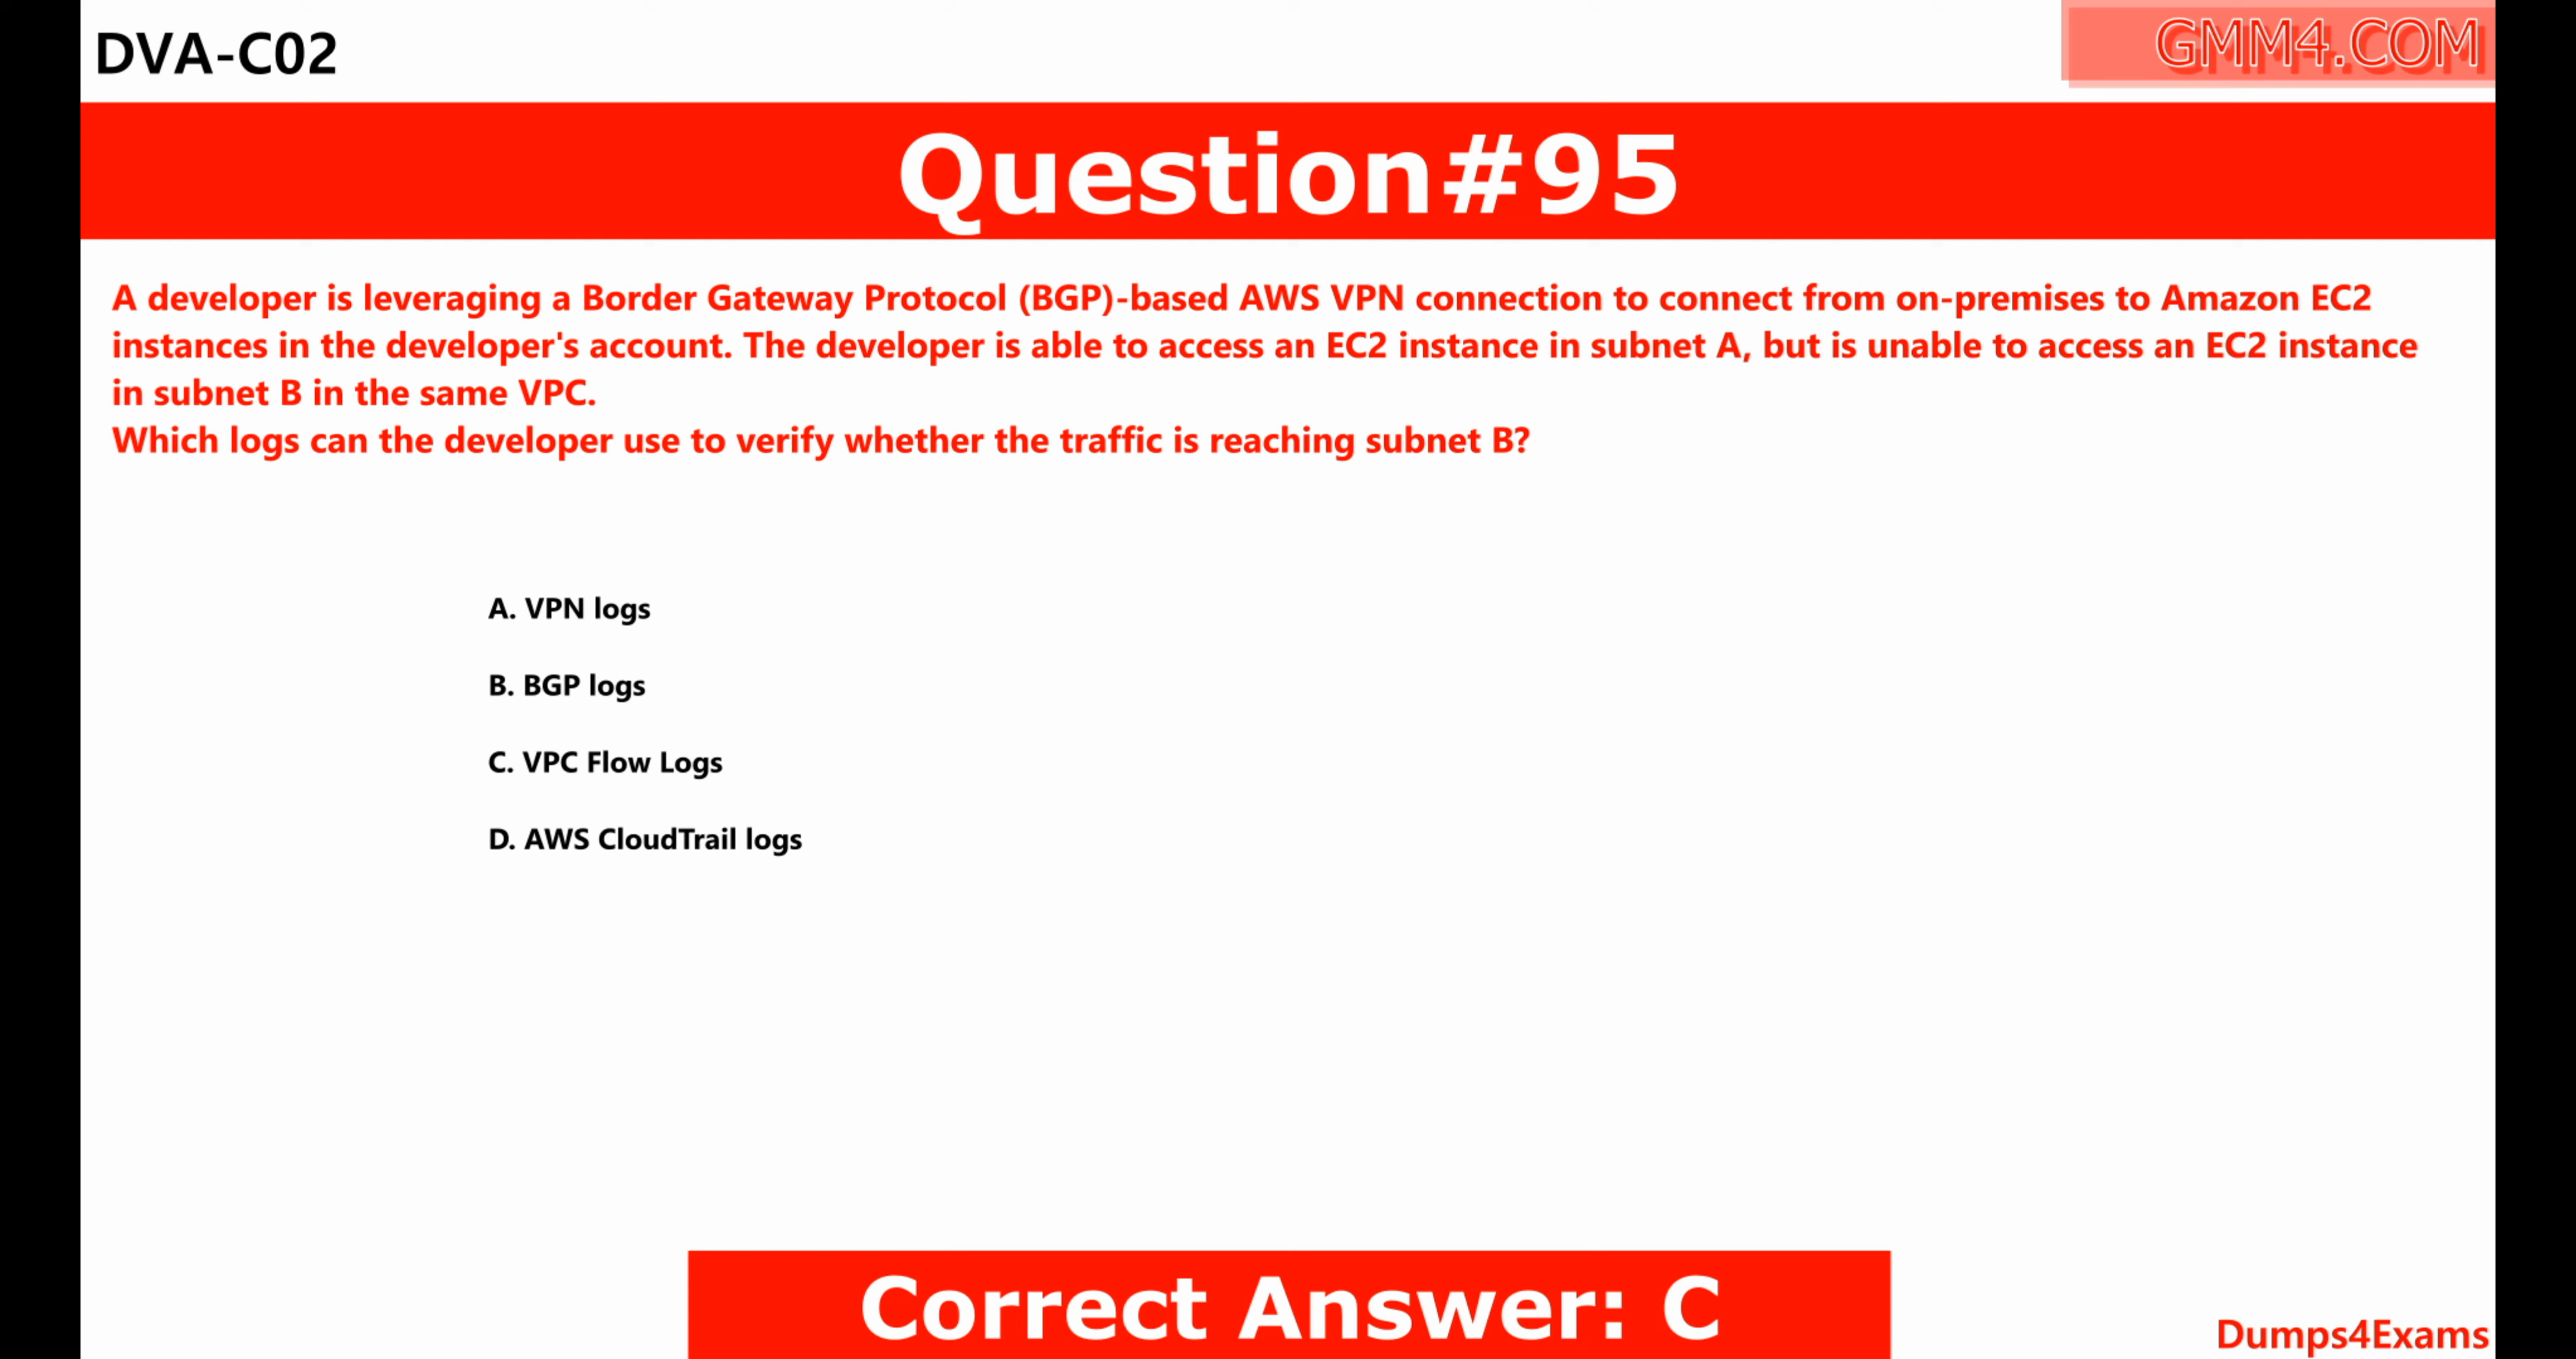 DVA-C02
GMM4.COM
Question#95
A developer is leveraging a Border Gateway Protocol (BGP)-based AWS VPN connection to connect from on-premises to Amazon EC2
instances in the developer's account. The developer is able to access an EC2 instance in subnet A, but is unable to access an EC2 instance
in subnet B in the same VPC.
Which logs can the developer use to verify whether the traffic is reaching subnet B?
A. VPN logs
B. BGP logs
C. VPC Flow Logs
D. AWS CloudTrail logs
Correct Answer: C
Dumps4Exams